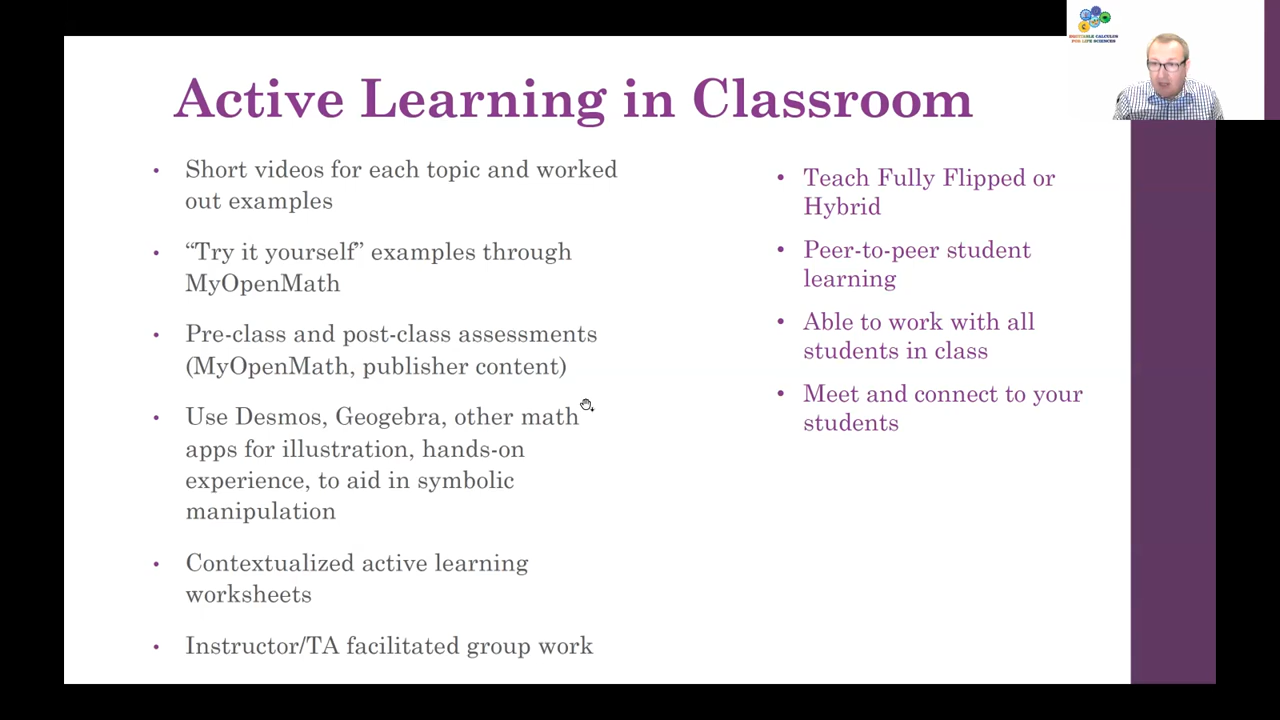 Active Learning in Classroom
• Short videos for each topic and worked
out examples
• “Try it yourself” examples through
MyOpenMath
• Pre-class and post-class assessments
(MyOpenMath, publisher content)
• Use Desmos, Geogebra, other math
apps for illustration, hands-on
experience, to aid in symbolic
manipulation
• Contextualized active learning
worksheets
• Instructor/TA facilitated group work
• Teach Fully Flipped or
Hybrid
• Peer-to-peer student
learning
• Able to work with all
students in class
• Meet and connect to your
students
CALCULUS
FOR LIFE SCIENCES